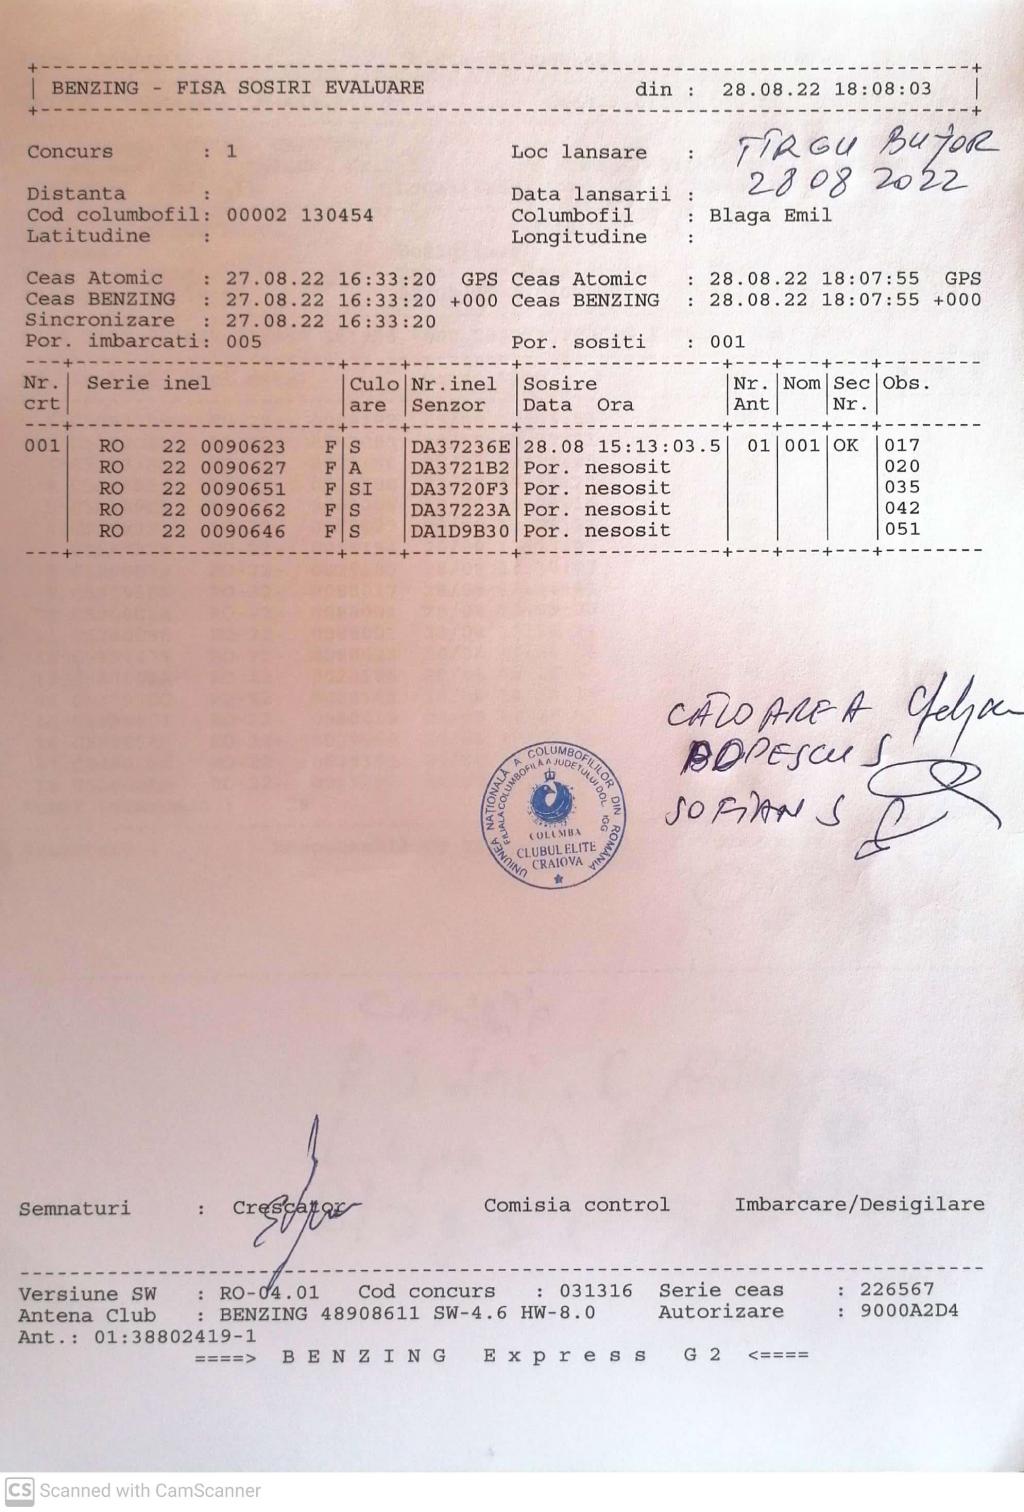 BENZING - FISA SOSIRI EVALUARE din : 28.08.22 18:08:03
Concurs : 1 Loc lansare : TÎRGU BUJOR
28 08 2022
Distanta : Data lansarii :
Cod columbofil: 00002 130454 Columbofil : Blaga Emil
Latitudine : Longitudine :
Ceas Atomic : 27.08.22 16:33:20 GPS Ceas Atomic : 28.08.22 18:07:55 GPS
Ceas BENZING : 27.08.22 16:33:20 +000 Ceas BENZING : 28.08.22 18:07:55 +000
Sincronizare : 27.08.22 16:33:20
Por. imbarcati: 005 Por. sositi : 001
Nr. Serie inel Culo Nr.inel Sosire Nr. Nom Sec Obs.
crt are Senzor Data Ora Ant Nr.
001 RO 22 0090623 F S DA37236E 28.08 15:13:03.5 01 001 OK 017
RO 22 0090627 F A DA3721B2 Por. nesosit 020
RO 22 0090651 F SI DA3720F3 Por. nesosit 035
RO 22 0090662 F S DA37223A Por. nesosit 042
RO 22 0090646 F S DA1D9B30 Por. nesosit 051
POPESCU S
SOFIAN S
UNIUNEA NATIONALĂ A COLUMBOFILILOR DIN ROMANIA
FILIALA COLUMBOFILA A JUDETULUI DOLJ
COLUMBA
CLUBUL ELITE
CRAIOVA
Semnaturi : Crescator Comisia control Imbarcare/Desigilare
Versiune SW : RO-04.01 Cod concurs : 031316 Serie ceas : 226567
Antena Club : BENZING 48908611 SW-4.6 HW-8.0 Autorizare : 9000A2D4
Ant.: 01:38802419-1
====> B E N Z I N G E x p r e s s G 2 <====
CS Scanned with CamScanner